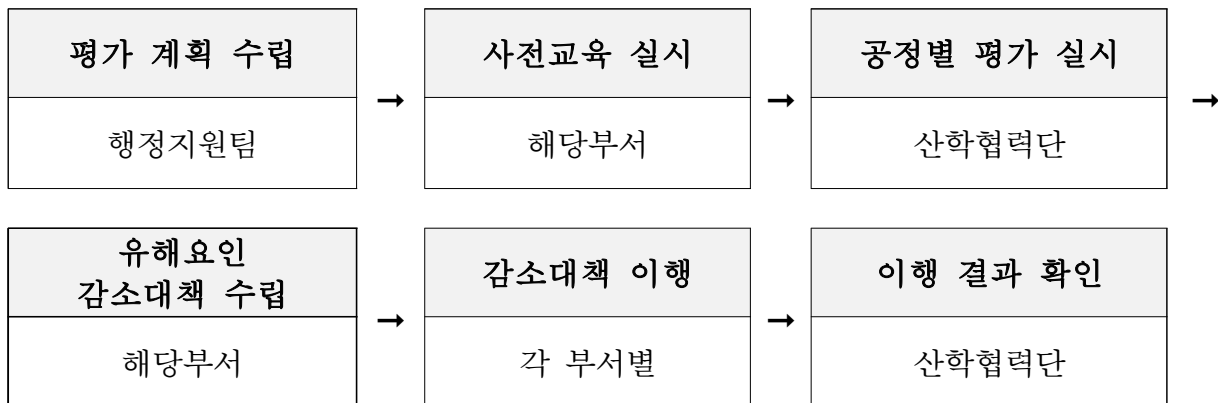 평가 계획 수립
행정지원팀
→
사전교육 실시
해당부서
→
공정별 평가 실시
산학협력단
→
유해요인
감소대책 수립
해당부서
→
감소대책 이행
각 부서별
→
이행 결과 확인
산학협력단